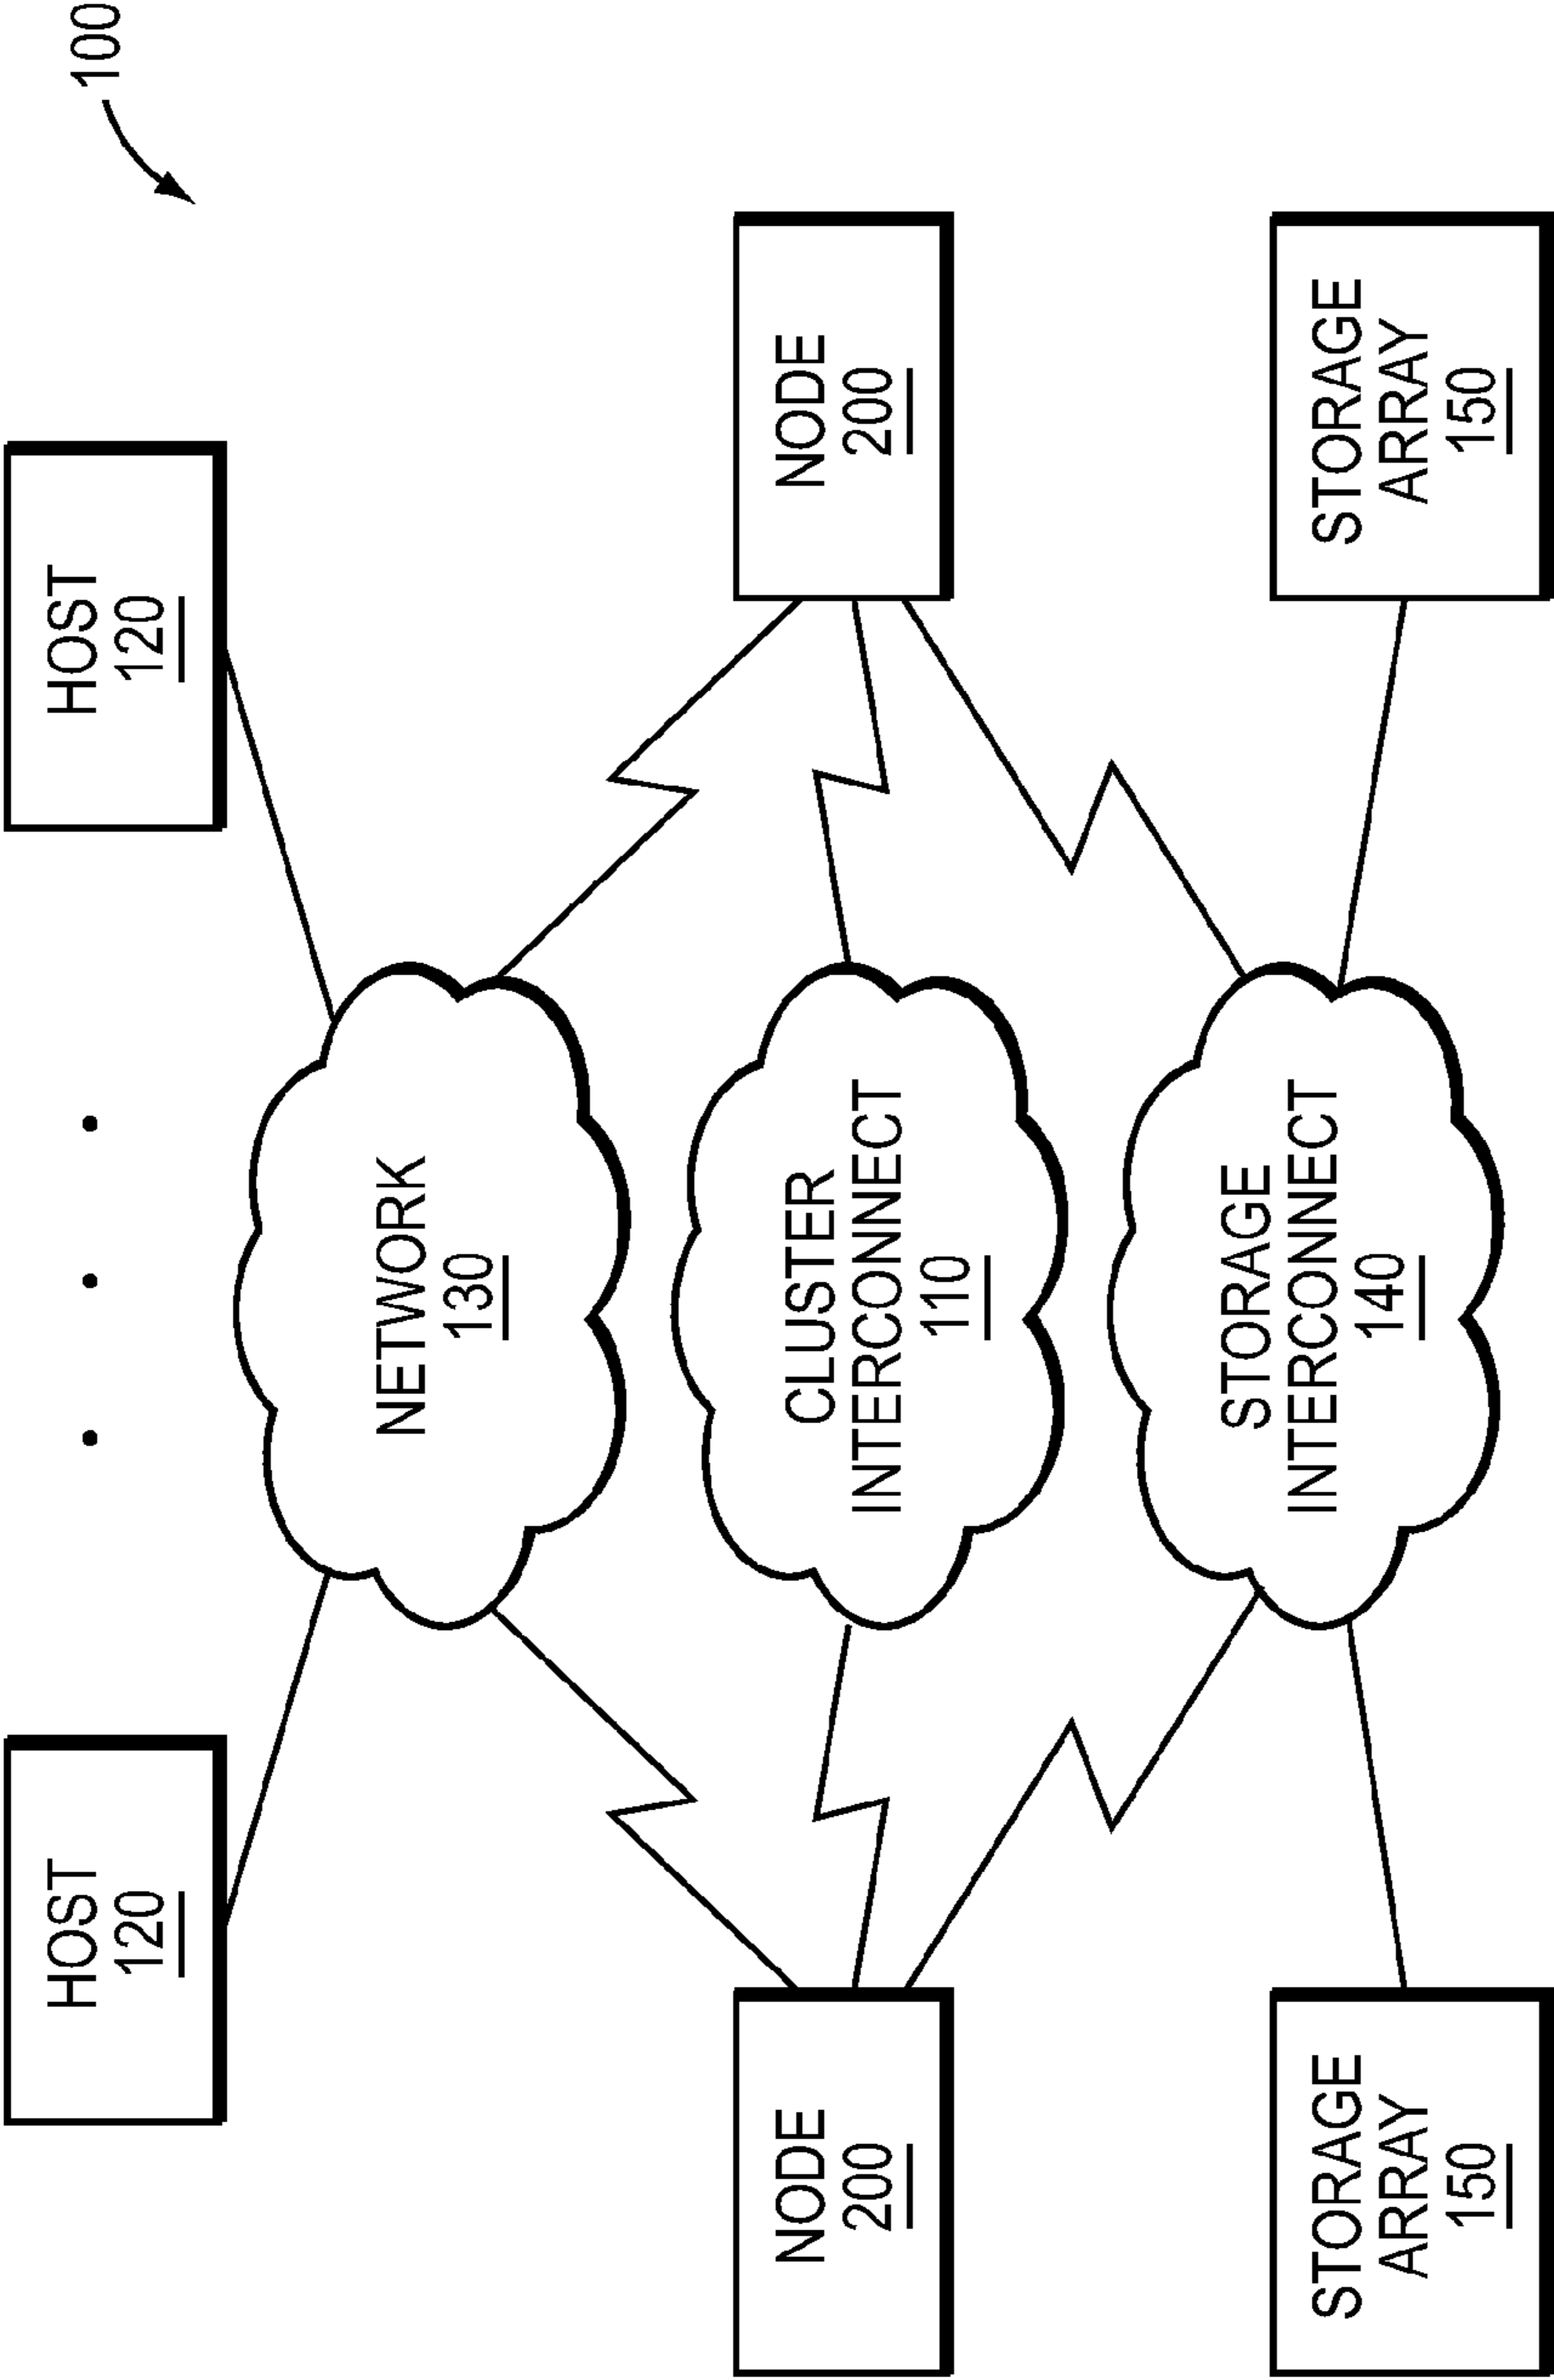 100
HOST
120
HOST
120
NETWORK
130
NODE
200
CLUSTER
INTERCONNECT
110
NODE
200
STORAGE
INTERCONNECT
140
STORAGE
ARRAY
150
STORAGE
ARRAY
150